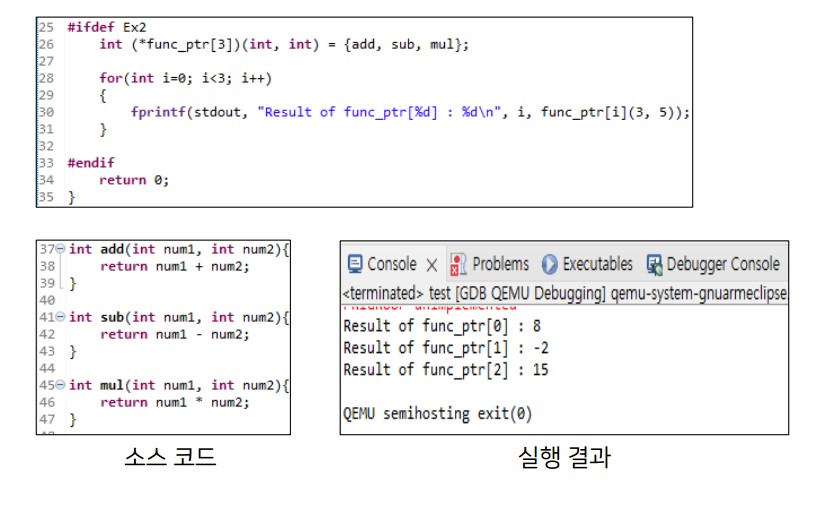 25 #ifdef Ex2
26     int (*func_ptr[3])(int, int) = {add, sub, mul};
27
28     for(int i=0; i<3; i++)
29     {
30         fprintf(stdout, "Result of func_ptr[%d] : %d\n", i, func_ptr[i](3, 5));
31     }
32
33 #endif
34     return 0;
35 }
37 int add(int num1, int num2){
38     return num1 + num2;
39 }
40
41 int sub(int num1, int num2){
42     return num1 - num2;
43 }
44
45 int mul(int num1, int num2){
46     return num1 * num2;
47 }
소스 코드
Console Problems Executables Debugger Console
<terminated> test [GDB QEMU Debugging] qemu-system-gnuarmeclipse
Result of func_ptr[0] : 8
Result of func_ptr[1] : -2
Result of func_ptr[2] : 15
QEMU semihosting exit(0)
실행 결과